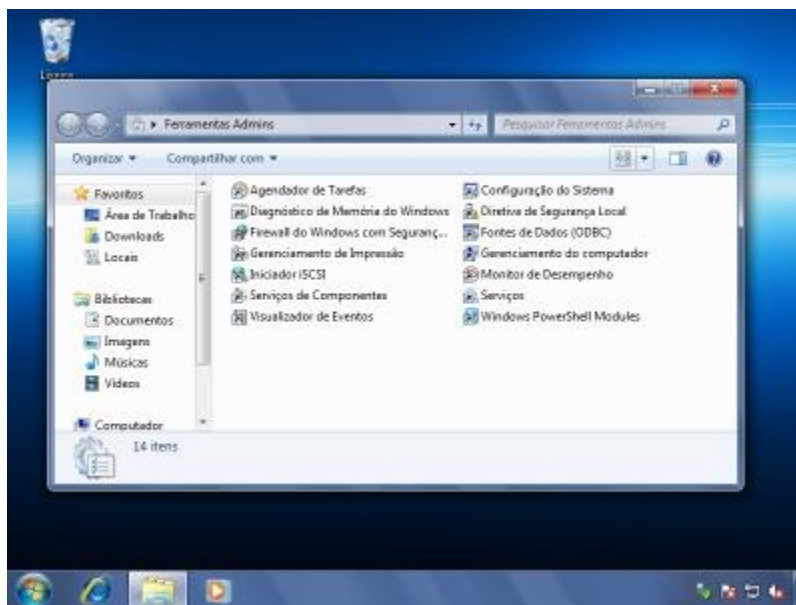 Ferramentas Admins
Pesquisar Ferramentas Admins
Organizar
Compartilhar com
Favoritos
Área de Trabalho
Downloads
Locais
Bibliotecas
Documentos
Imagens
Músicas
Vídeos
Computador
Agendador de Tarefas
Diagnóstico de Memória do Windows
Firewall do Windows com Seguranç...
Gerenciamento de Impressão
Iniciador iSCSI
Serviços de Componentes
Visualizador de Eventos
Configuração do Sistema
Diretiva de Segurança Local
Fontes de Dados (ODBC)
Gerenciamento do computador
Monitor de Desempenho
Serviços
Windows PowerShell Modules
14 itens